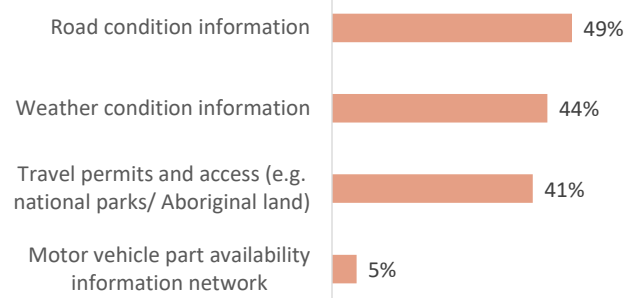 Road condition information
49%
Weather condition information
44%
Travel permits and access (e.g.
national parks/ Aboriginal land)
41%
Motor vehicle part availability
information network
5%